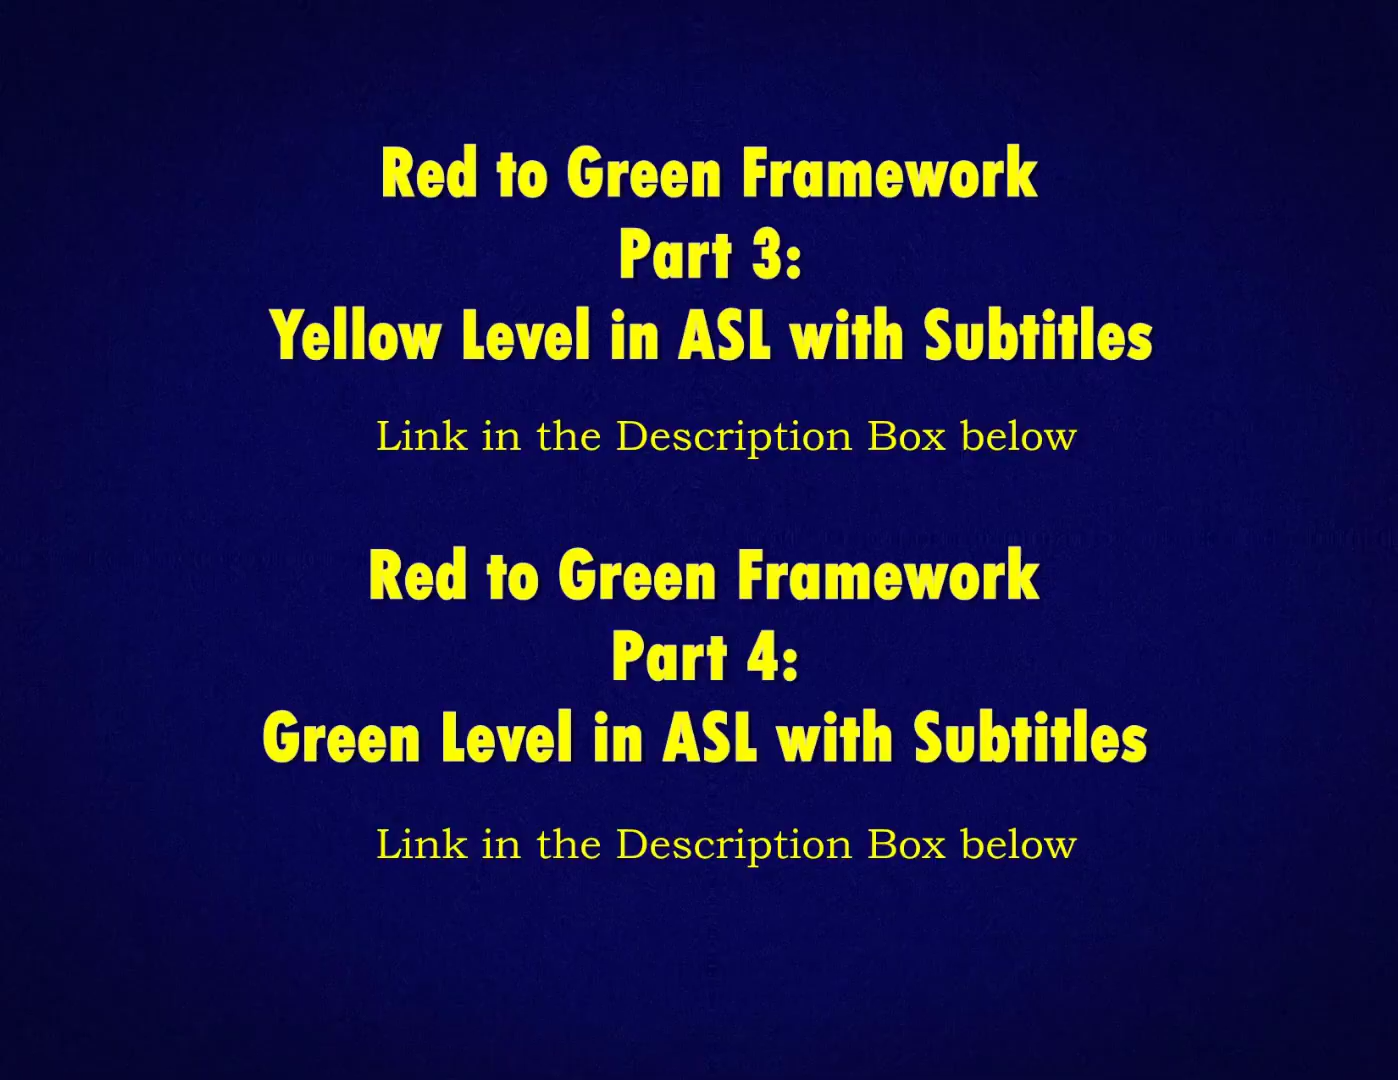 Red to Green Framework
Part 3:
Yellow Level in ASL with Subtitles
Link in the Description Box below
Red to Green Framework
Part 4:
Green Level in ASL with Subtitles
Link in the Description Box below